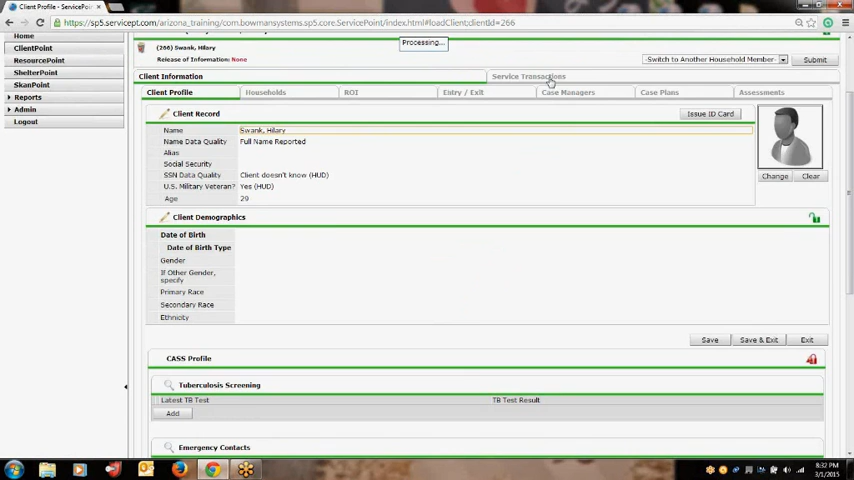 Client Profile - ServicePoi
https://sp5.servicept.com/arizona_training/com.bowmansystems.sp5.core.ServicePoint/index.html#loadClient;clientId=266
Home
ClientPoint
ResourcePoint
ShelterPoint
SkanPoint
Reports
Admin
Logout
(266) Swank, Hilary
Release of Information: None
Processing...
-Switch to Another Household Member-
Submit
Client Information
Service Transactions
Client Profile
Households
ROI
Entry / Exit
Case Managers
Case Plans
Assessments
Client Record
Issue ID Card
Name Swank, Hilary
Name Data Quality Full Name Reported
Alias
Social Security
SSN Data Quality Client doesn't know (HUD)
U.S. Military Veteran? Yes (HUD)
Age 29
Change
Clear
Client Demographics
Date of Birth
Date of Birth Type
Gender
If Other Gender,
specify
Primary Race
Secondary Race
Ethnicity
Save
Save & Exit
Exit
CASS Profile
Tuberculosis Screening
Latest TB Test
TB Test Result
Add
Emergency Contacts
8:32 PM
3/1/2015